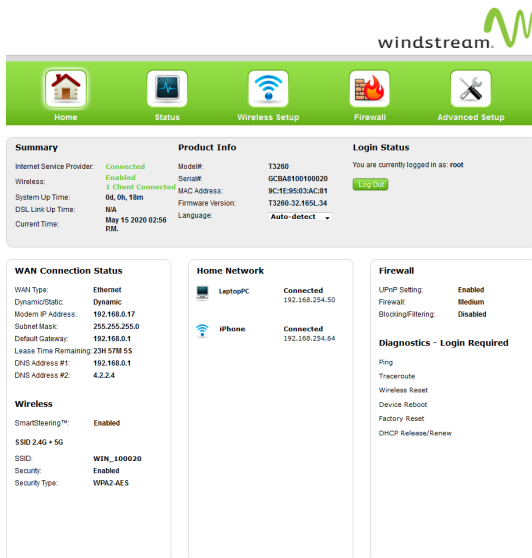 windstream.
Home Status Wireless Setup Firewall Advanced Setup
Summary
Internet Service Provider: Connected
Wireless: Enabled
1 Client Connected
System Up Time: 0d, 0h, 18m
DSL Link Up Time: N/A
Current Time: May 15 2020 02:56
P.M.
Product Info
Model#: T3260
Serial#: GCBA8100100020
MAC Address: 9C:1E:95:03:AC:81
Firmware Version: T3260-32.165L.34
Language: Auto-detect
Login Status
You are currently logged in as: root
Log Out
WAN Connection Status
WAN Type: Ethernet
Dynamic/Static: Dynamic
Modem IP Address: 192.168.0.17
Subnet Mask: 255.255.255.0
Default Gateway: 192.168.0.1
Lease Time Remaining: 23H 57M 5S
DNS Address #1: 192.168.0.1
DNS Address #2: 4.2.2.4
Wireless
SmartSteering™: Enabled
SSID 2.4G + 5G
SSID: WIN_100020
Security: Enabled
Security Type: WPA2-AES
Home Network
LaptopPC Connected
192.168.254.50
iPhone Connected
192.168.254.64
Firewall
UPnP Setting: Enabled
Firewall: Medium
Blocking/Filtering: Disabled
Diagnostics - Login Required
Ping
Traceroute
Wireless Reset
Device Reboot
Factory Reset
DHCP Release/Renew